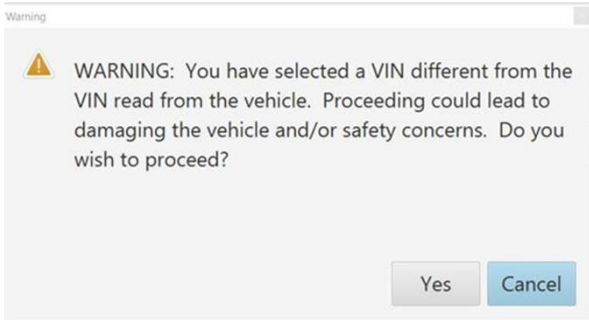 Warning
WARNING: You have selected a VIN different from the
VIN read from the vehicle. Proceeding could lead to
damaging the vehicle and/or safety concerns. Do you
wish to proceed?
Yes
Cancel